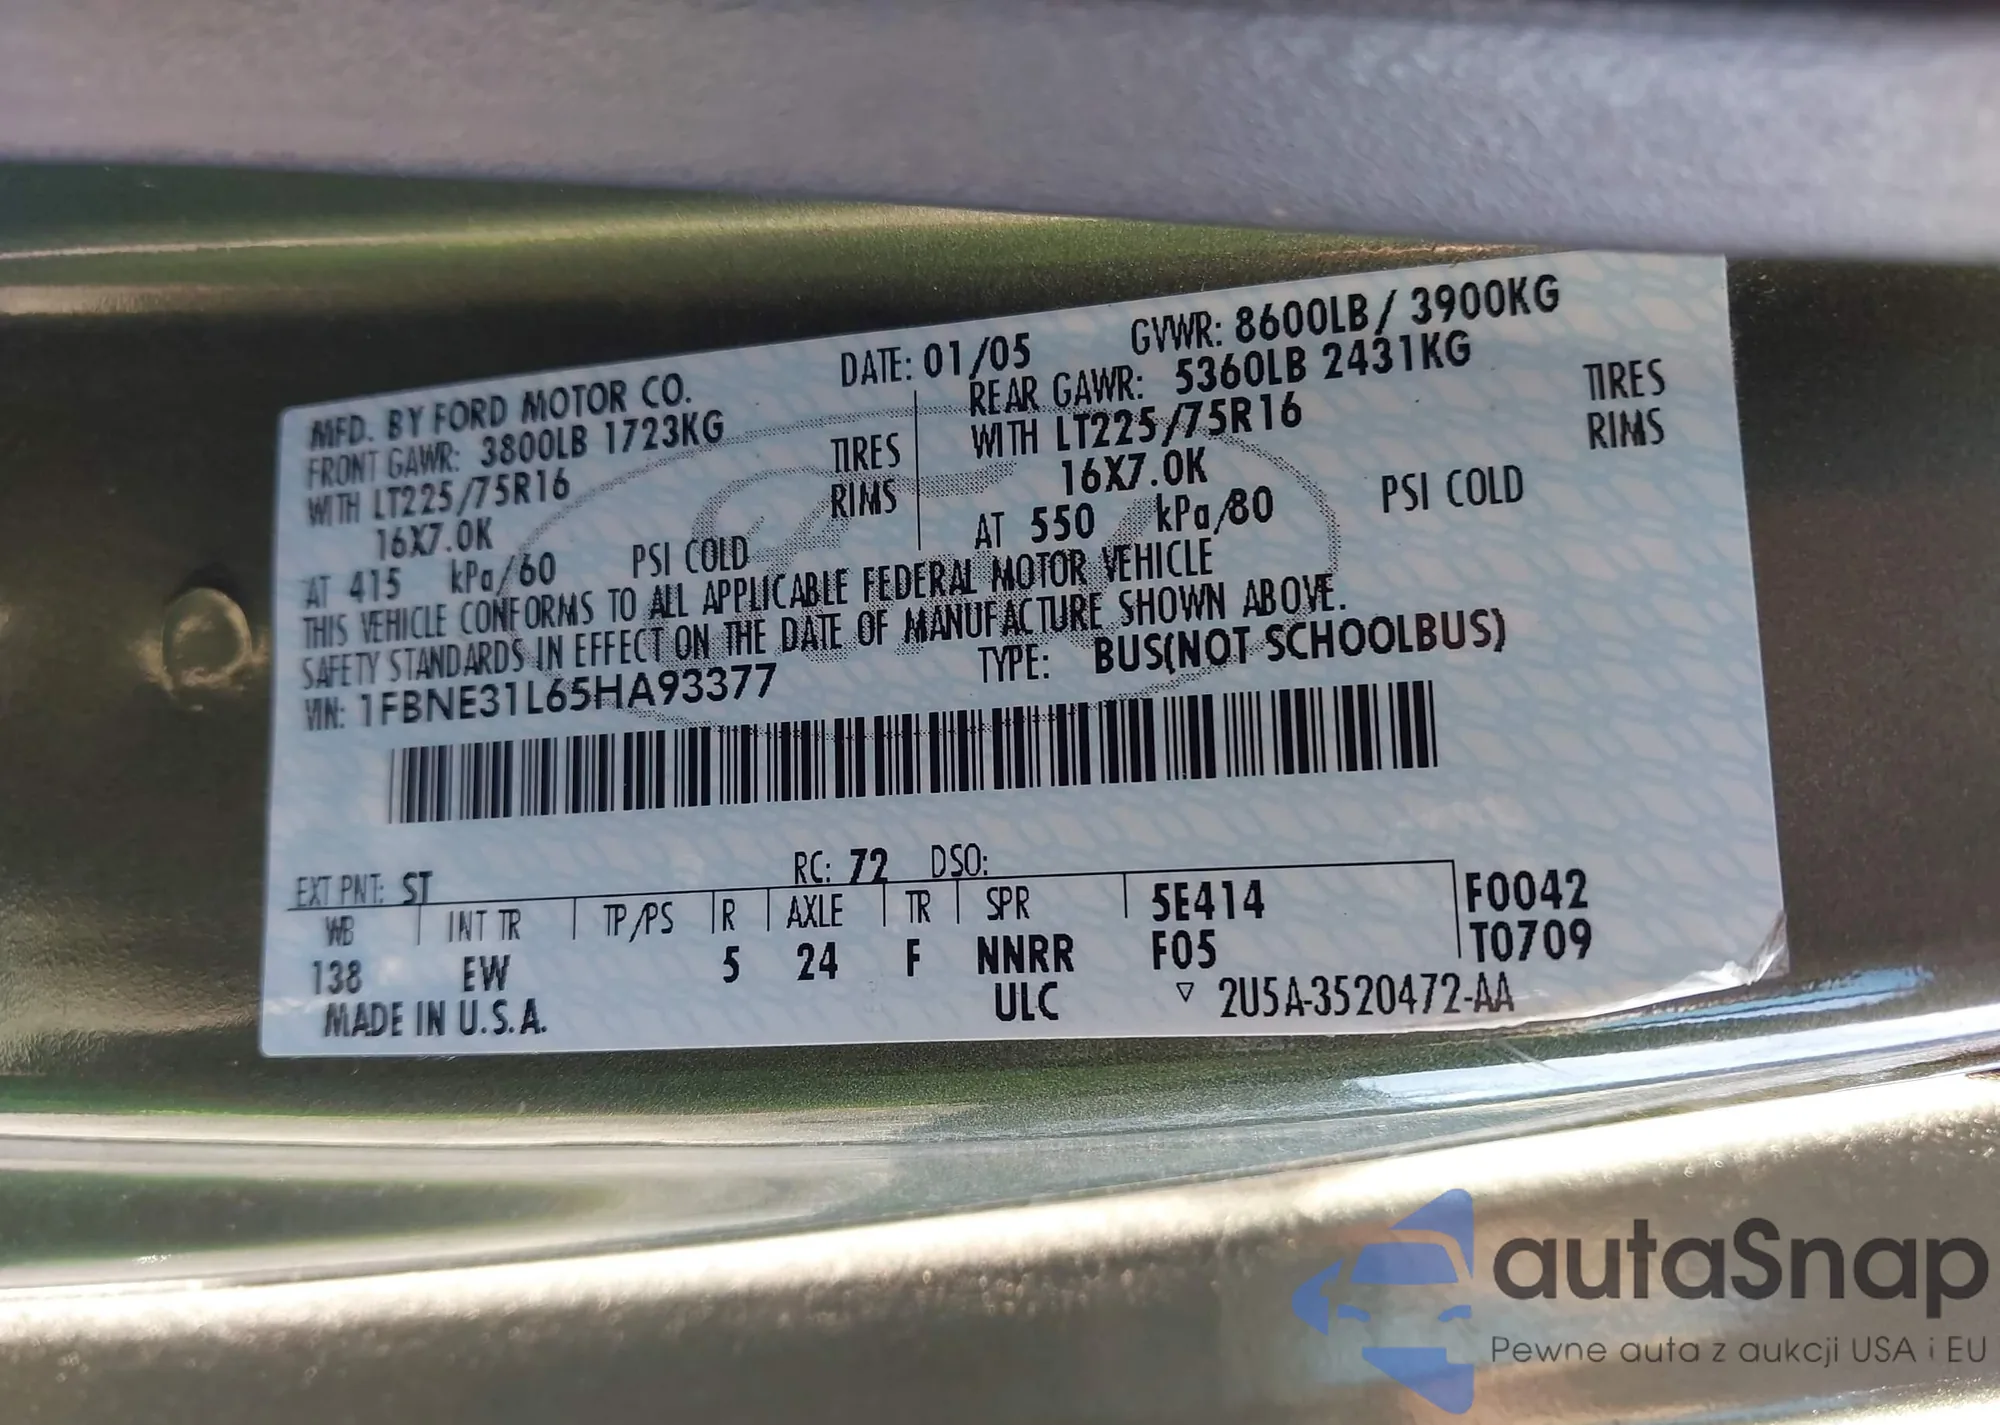 MFD. BY FORD MOTOR CO. DATE: 01/05 GVWR: 8600LB / 3900KG
FRONT GAWR: 3800LB 1723KG REAR GAWR: 5360LB 2431KG
WITH LT225/75R16 TIRES WITH LT225/75R16 TIRES
16X7.0K RIMS 16X7.0K RIMS
AT 415 kPa/60 PSI COLD AT 550 kPa/80 PSI COLD
THIS VEHICLE CONFORMS TO ALL APPLICABLE FEDERAL MOTOR VEHICLE
SAFETY STANDARDS IN EFFECT ON THE DATE OF MANUFACTURE SHOWN ABOVE.
VIN: 1FBNE31L65HA93377 TYPE: BUS(NOT SCHOOLBUS)
EXT PNT: ST RC: 72 DSO:
WB INT TR TP/PS R AXLE TR SPR 5E414 F0042
138 EW 5 24 F NNRR F05 T0709
MADE IN U.S.A. ULC ▽ 2U5A-3520472-AA
autaSnap
Pewne auta z aukcji USA i EU